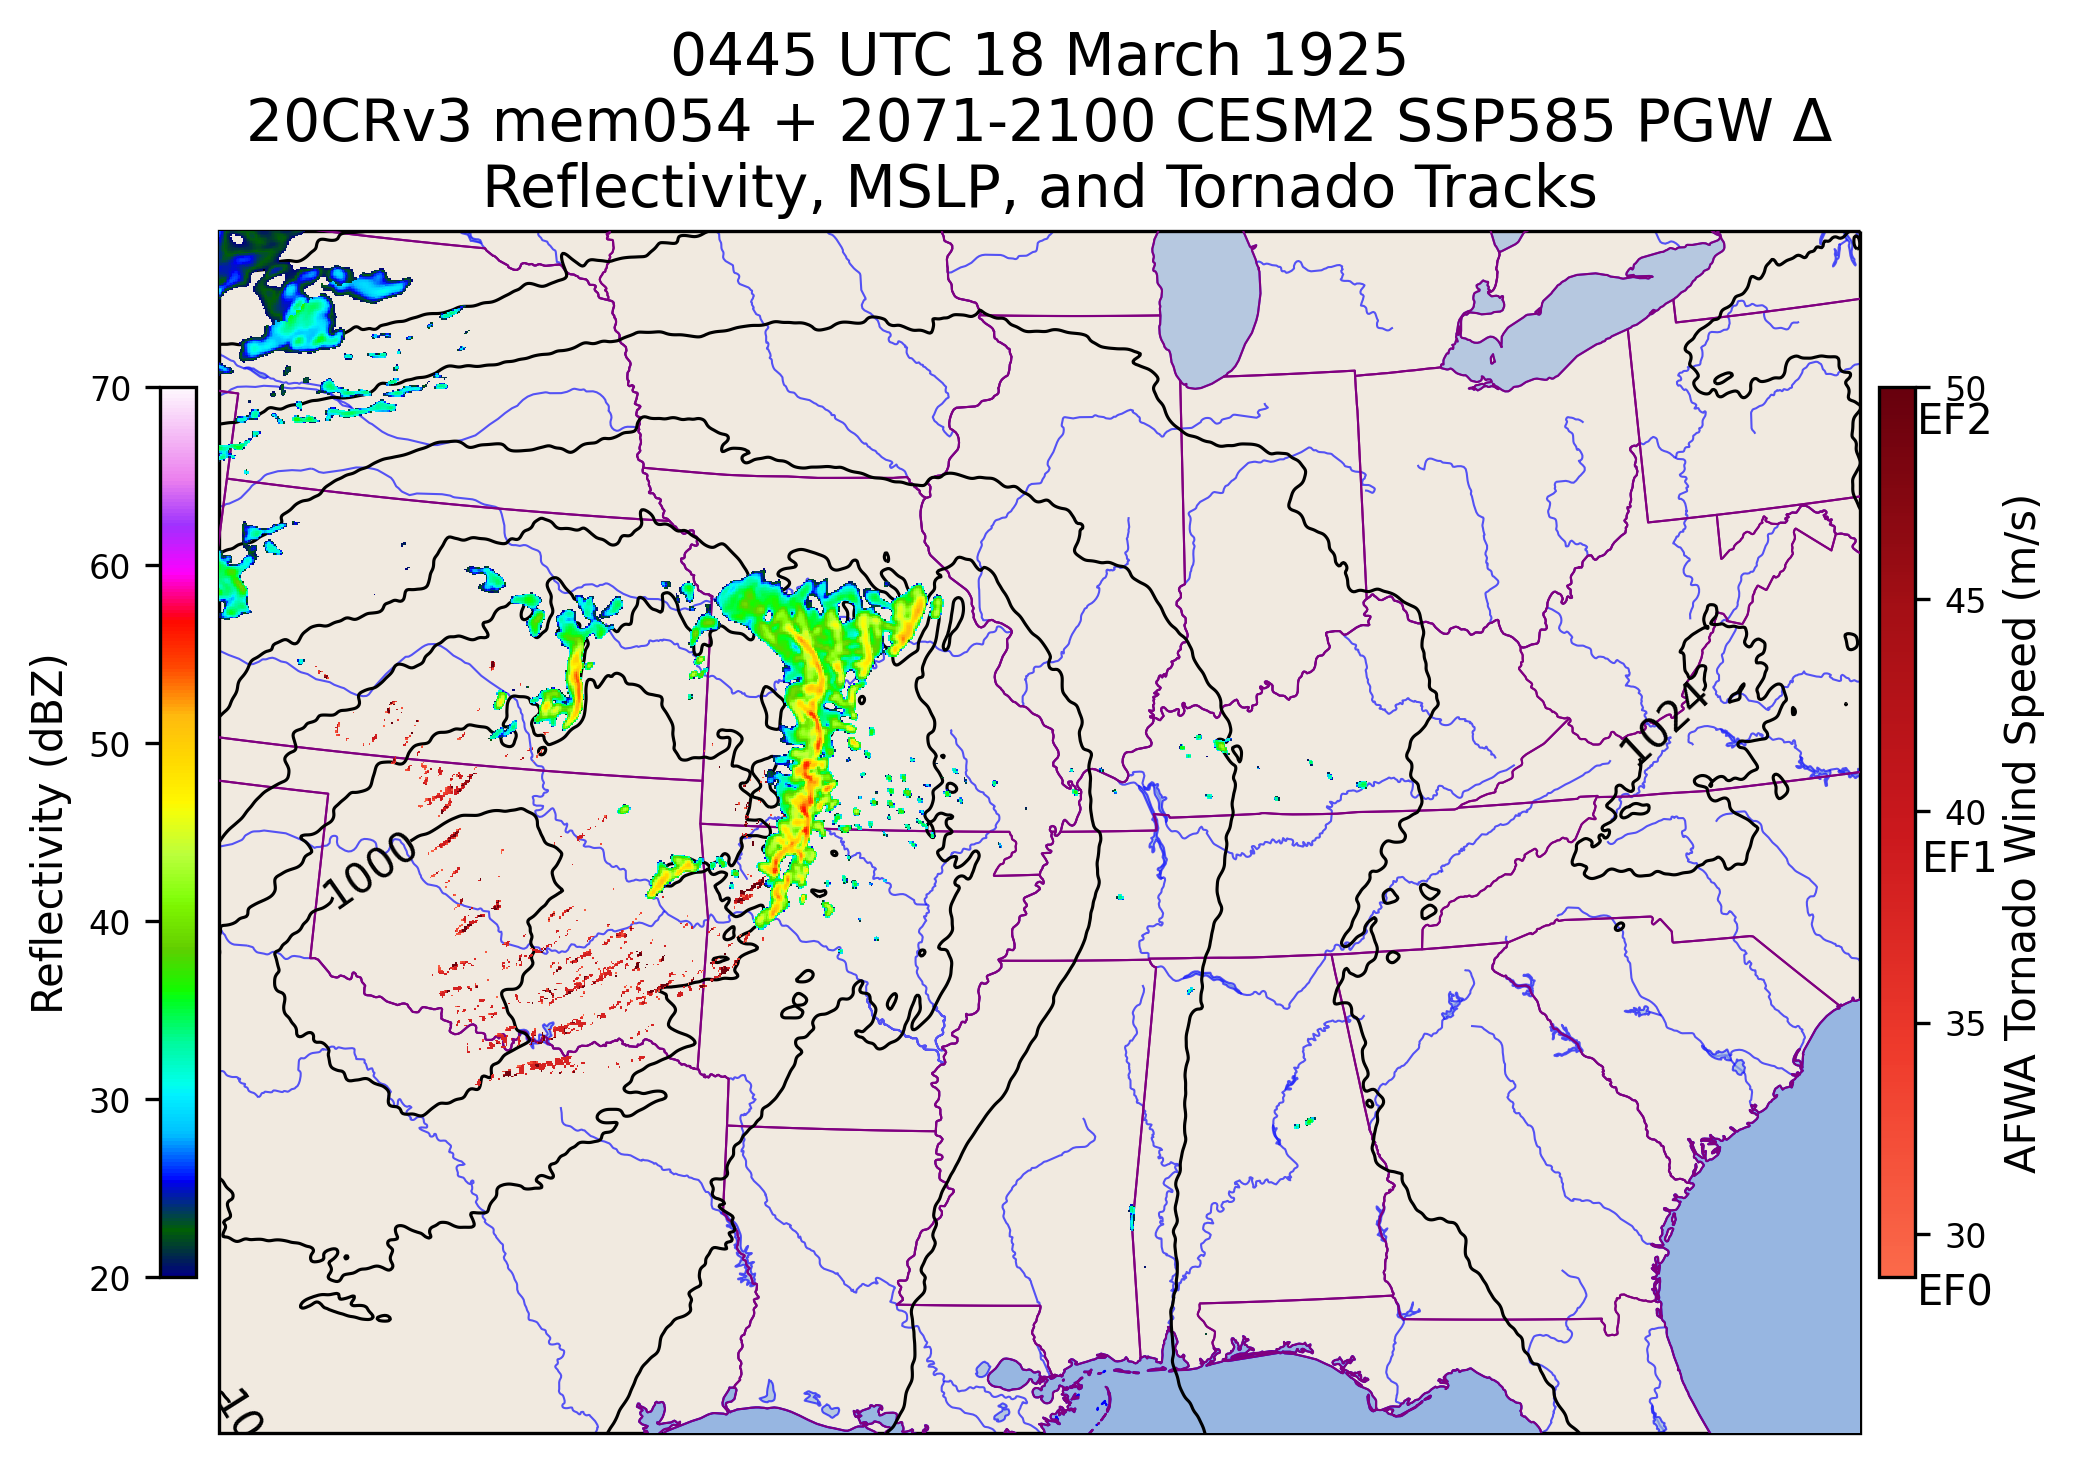 0445 UTC 18 March 1925
20CRv3 mem054 + 2071-2100 CESM2 SSP585 PGW Δ
Reflectivity, MSLP, and Tornado Tracks
70
60
50
40
30
20
Reflectivity (dBZ)
1000
1024
10
50
EF2
45
40
EF1
35
30
EF0
AFWA Tornado Wind Speed (m/s)